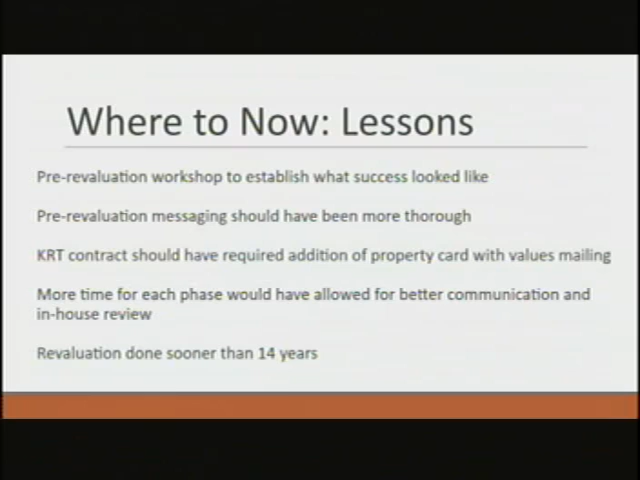 Where to Now: Lessons
Pre-revaluation workshop to establish what success looked like
Pre-revaluation messaging should have been more thorough
KRT contract should have required addition of property card with values mailing
More time for each phase would have allowed for better communication and
in-house review
Revaluation done sooner than 14 years